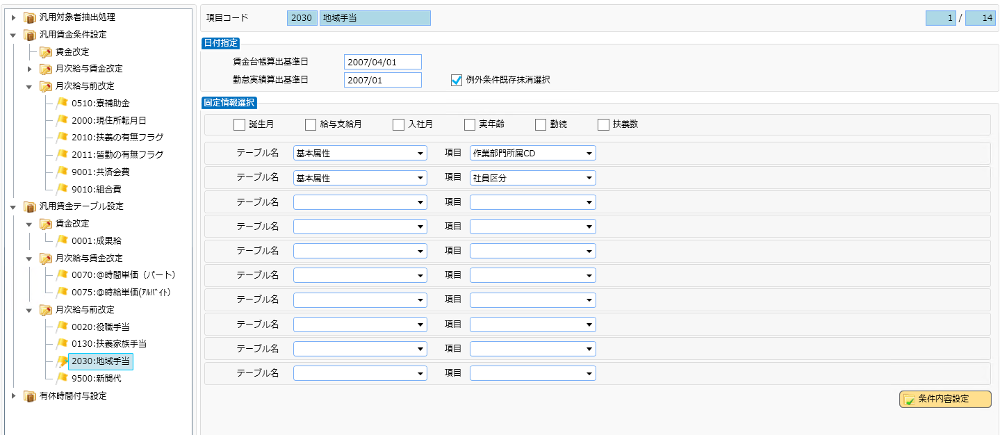 汎用対象者抽出処理
汎用賃金条件設定
賃金改定
月次給与賃金改定
月次給与前改定
0510:寮補助金
2000:現住所転月日
2010:扶養の有無フラグ
2011:皆勤の有無フラグ
9001:共済会費
9010:組合費
汎用賃金テーブル設定
賃金改定
0001:成果給
月次給与賃金改定
0070:@時間単価（パート）
0075:@時給単価(ｱﾙﾊﾞｲﾄ)
月次給与前改定
0020:役職手当
0130:扶養家族手当
2030:地域手当
9500:新聞代
有休時間付与設定
項目コード 2030 地域手当 1 / 14
日付指定
賃金台帳算出基準日 2007/04/01
勤怠実績算出基準日 2007/01 例外条件既存抹消選択
固定情報選択
誕生月 給与支給月 入社月 実年齢 勤続 扶養数
テーブル名 基本属性 項目 作業部門所属CD
テーブル名 基本属性 項目 社員区分
テーブル名 項目
テーブル名 項目
テーブル名 項目
テーブル名 項目
テーブル名 項目
テーブル名 項目
テーブル名 項目
テーブル名 項目
条件内容設定